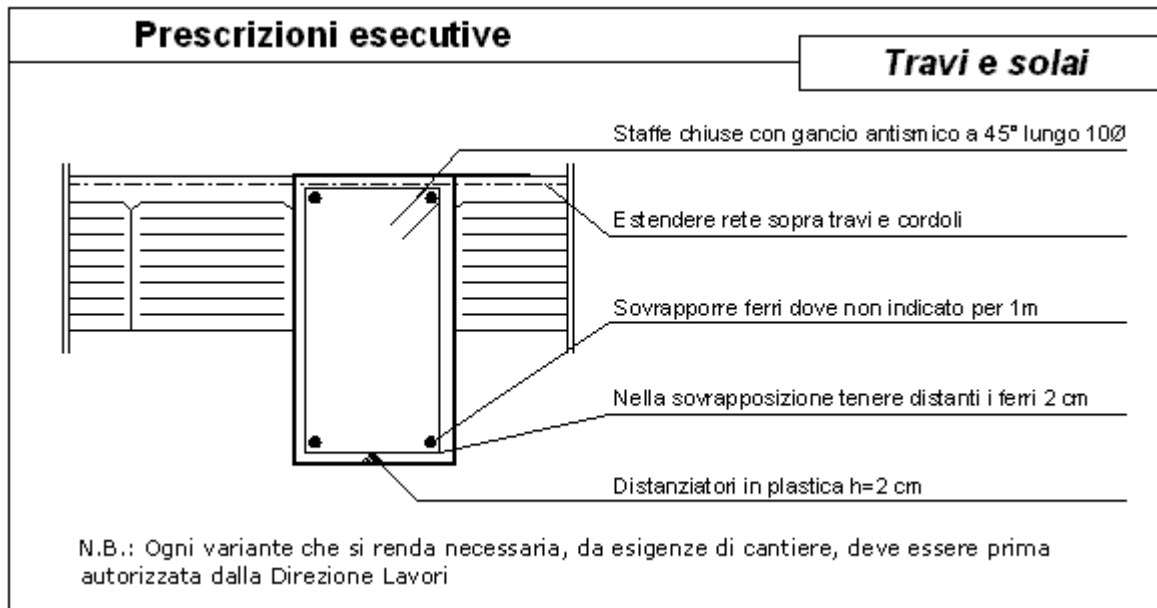 Prescrizioni esecutive
Travi e solai
Staffe chiuse con gancio antismico a 45° lungo 10Ø
Estendere rete sopra travi e cordoli
Sovrapporre ferri dove non indicato per 1m
Nella sovrapposizione tenere distanti i ferri 2 cm
Distanziatori in plastica h=2 cm
N.B.: Ogni variante che si renda necessaria, da esigenze di cantiere, deve essere prima
autorizzata dalla Direzione Lavori